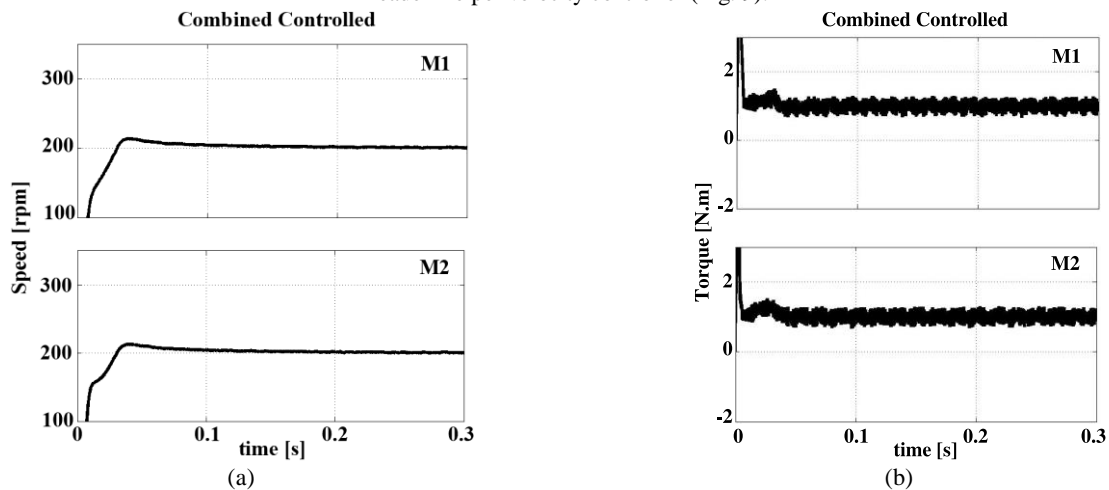 Combined Controlled
M1
300
200
100
Speed [rpm]
M2
300
200
100
0
0.1
0.2
0.3
time [s]
(a)
Combined Controlled
M1
2
0
-2
Torque [N.m]
M2
2
0
-2
0
0.1
0.2
0.3
time [s]
(b)